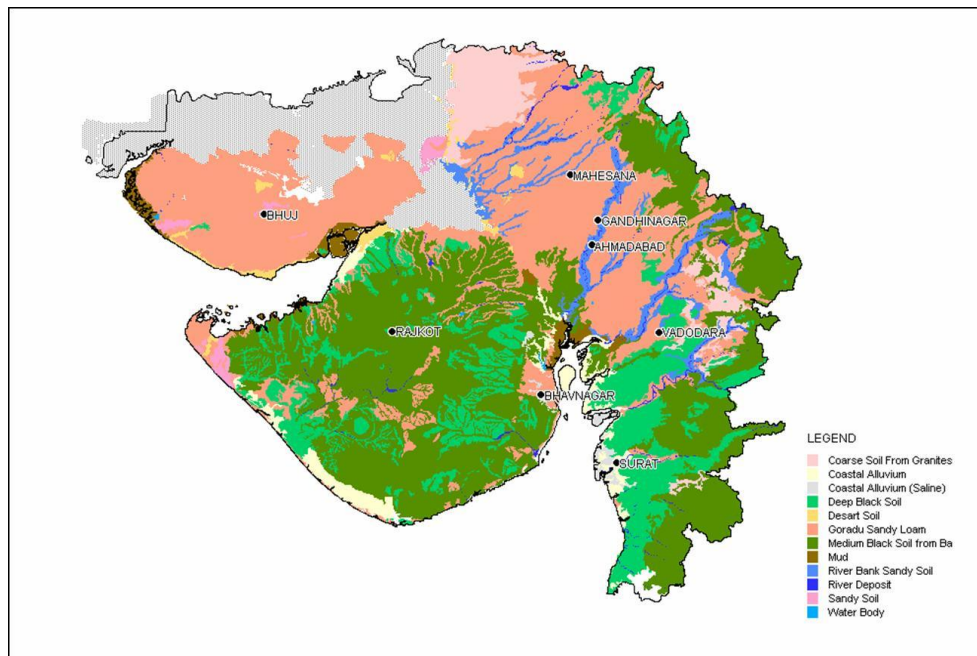 MAHESANA
BHUJ
GANDHINAGAR
AHMADABAD
RAJKOT
VADODARA
BHAVNAGAR
SURAT
LEGEND
Coarse Soil From Granites
Coastal Alluvium
Coastal Alluvium (Saline)
Deep Black Soil
Desart Soil
Goradu Sandy Loam
Medium Black Soil from Ba
Mud
River Bank Sandy Soil
River Deposit
Sandy Soil
Water Body